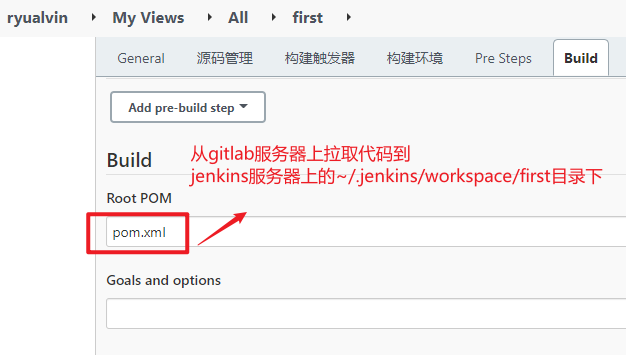 ryualvin My Views All first
General 源码管理 构建触发器 构建环境 Pre Steps Build
Add pre-build step
从gitlab服务器上拉取代码到
Build
jenkins服务器上的~/.jenkins/workspace/first目录下
Root POM
pom.xml
Goals and options